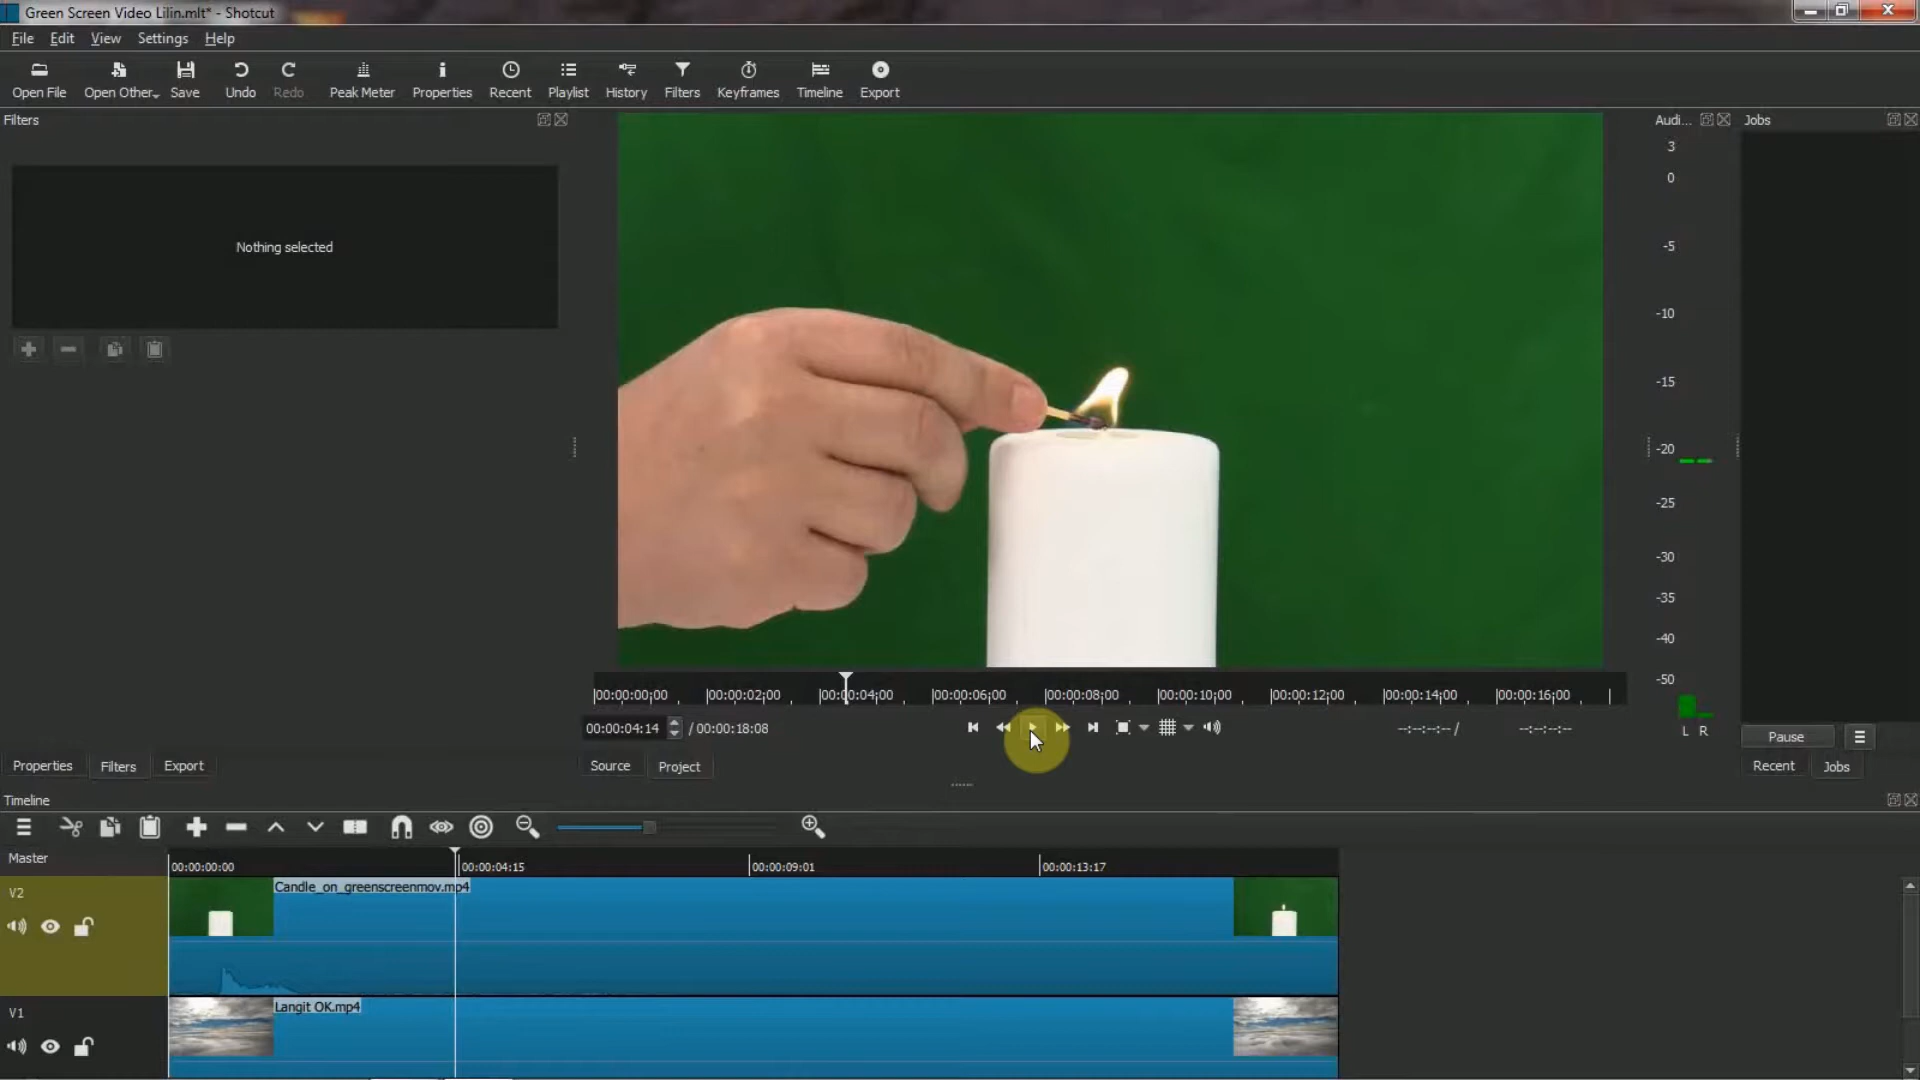 Green Screen Video Lilin.mlt* - Shotcut
File Edit View Settings Help
Open File Open Other Save Undo Redo Peak Meter Properties Recent Playlist History Filters Keyframes Timeline Export
Filters
Audi... Jobs
Nothing selected
3
0
-5
-10
-15
-20
-25
-30
-35
-40
-50
L R
00:00:00;00 00:00:02;00 00:00:04;00 00:00:06;00 00:00:08;00 00:00:10;00 00:00:12;00 00:00:14;00 00:00:16;00
00:00:04:14 / 00:00:18:08 --:--:--:-- / --:--:--:--
Pause
Properties Filters Export
Source Project
Recent Jobs
Timeline
Master
00:00:00:00 00:00:04:15 00:00:09:01 00:00:13:17
V2
Candle_on_greenscreenmov.mp4
V1
Langit OK.mp4